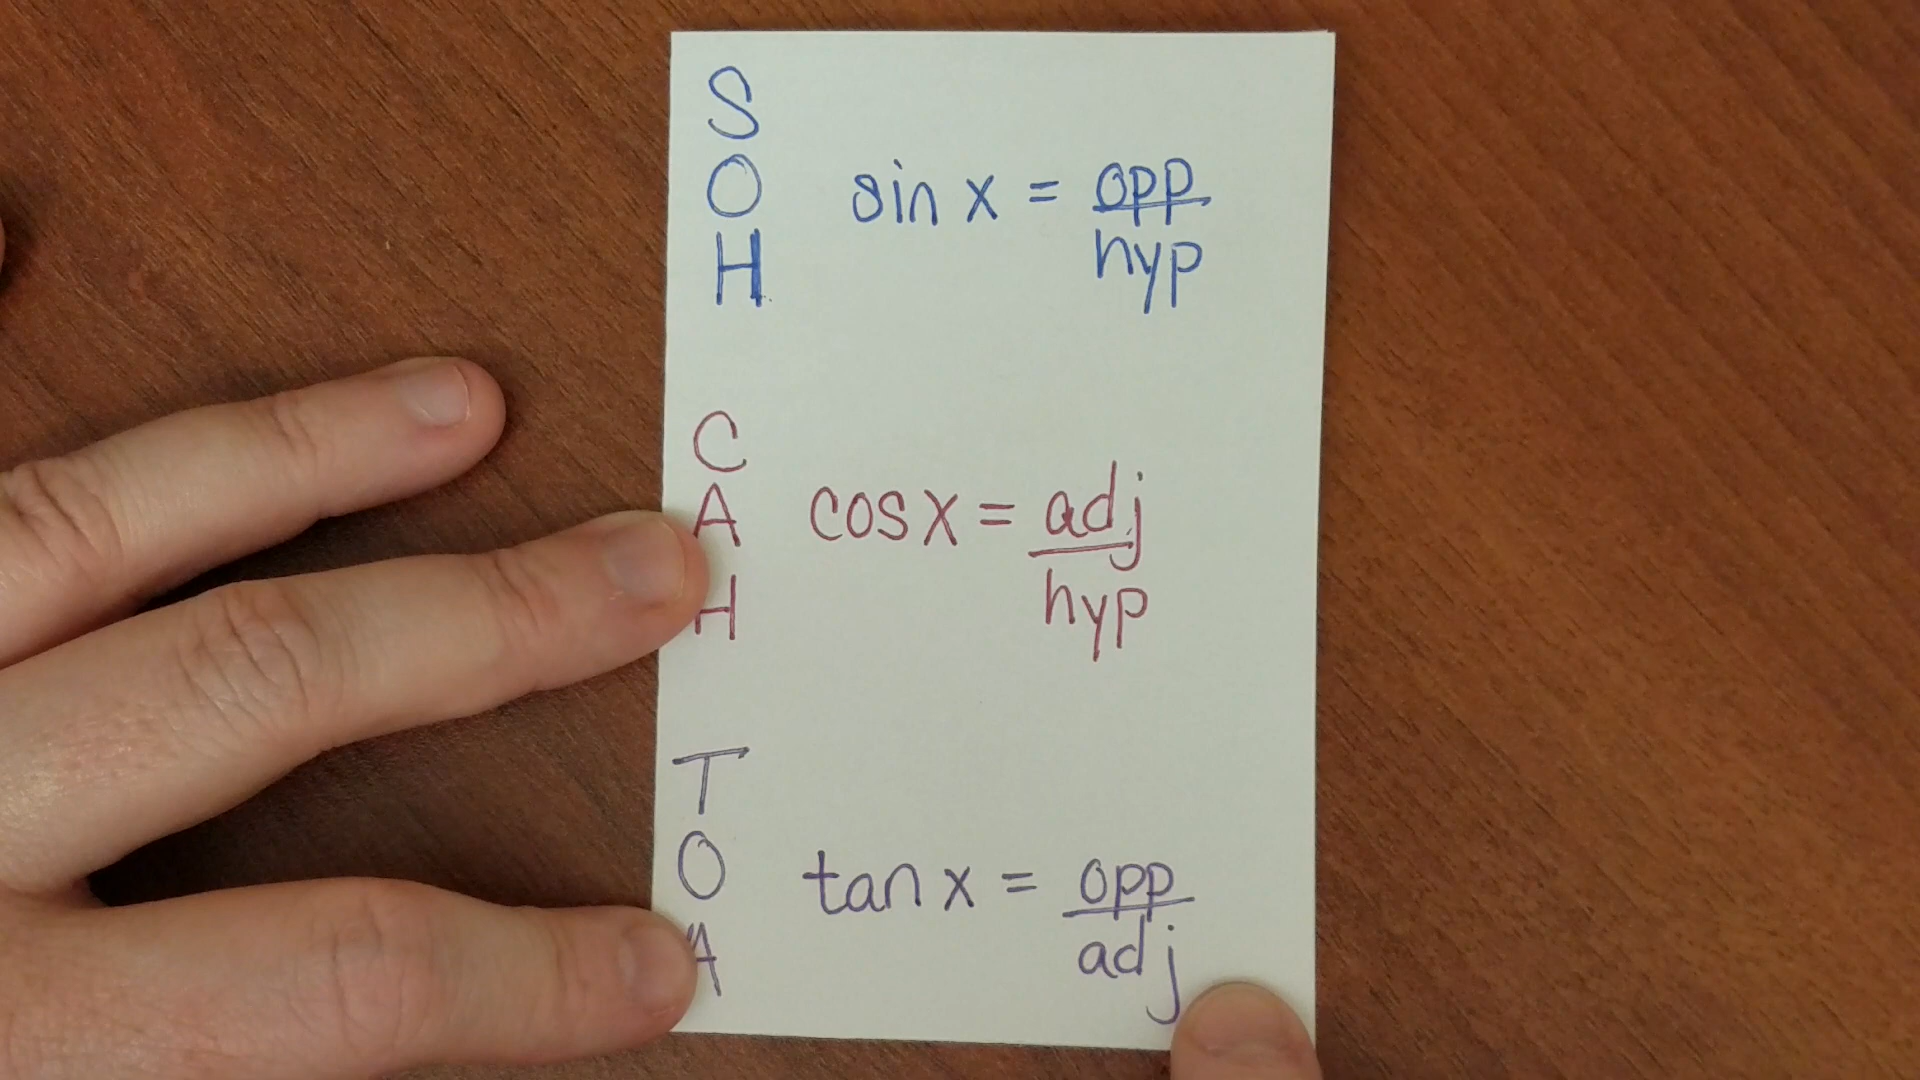 S
O
H
sin x = opp
hyp
C
A
H
cos x = adj
hyp
T
O
A
tan x = opp
adj